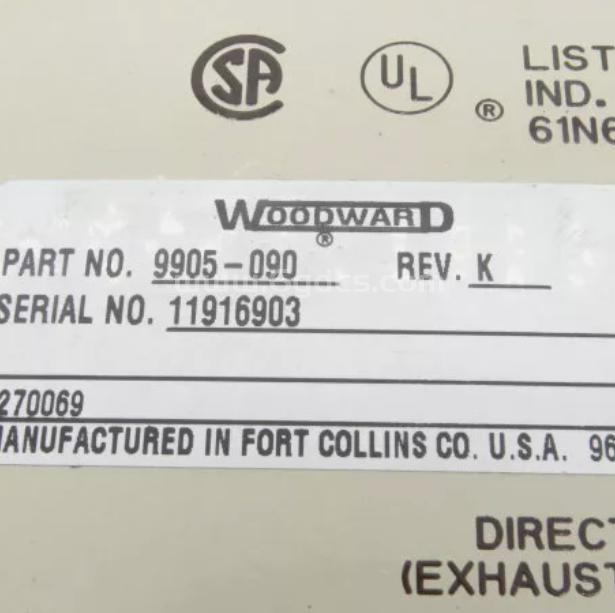 SA
UL
®
LIST
IND.
61N6
WOODWARD
®
PART NO. 9905-090 REV. K
SERIAL NO. 11916903
270069
MANUFACTURED IN FORT COLLINS CO. U.S.A. 96
DIRECT
(EXHAUST